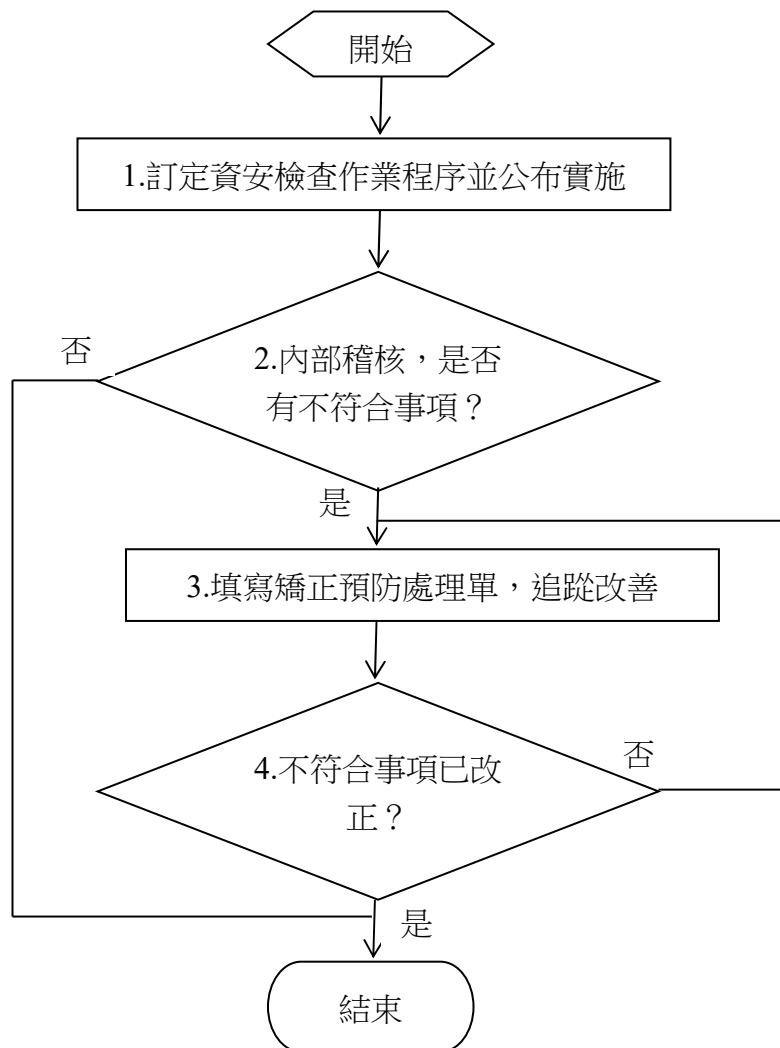 開始
1.訂定資安檢查作業程序並公布實施
否
2.內部稽核，是否
有不符合事項？
是
3.填寫矯正預防處理單，追蹤改善
否
4.不符合事項已改
正？
是
結束